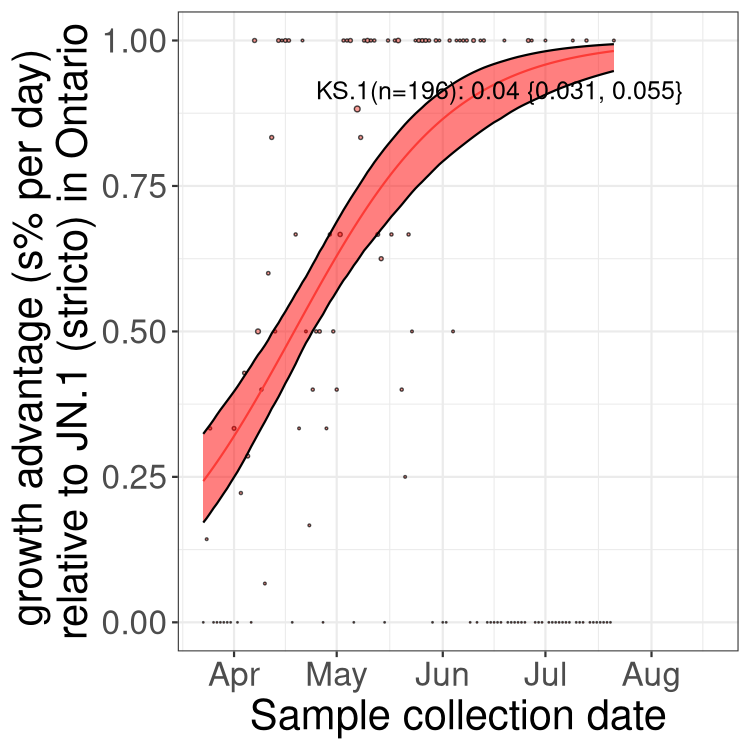 growth advantage (s% per day)
relative to JN.1 (stricto) in Ontario
1.00
0.75
0.50
0.25
0.00
KS.1(n=196): 0.04 {0.031, 0.055}
Apr May Jun Jul Aug
Sample collection date